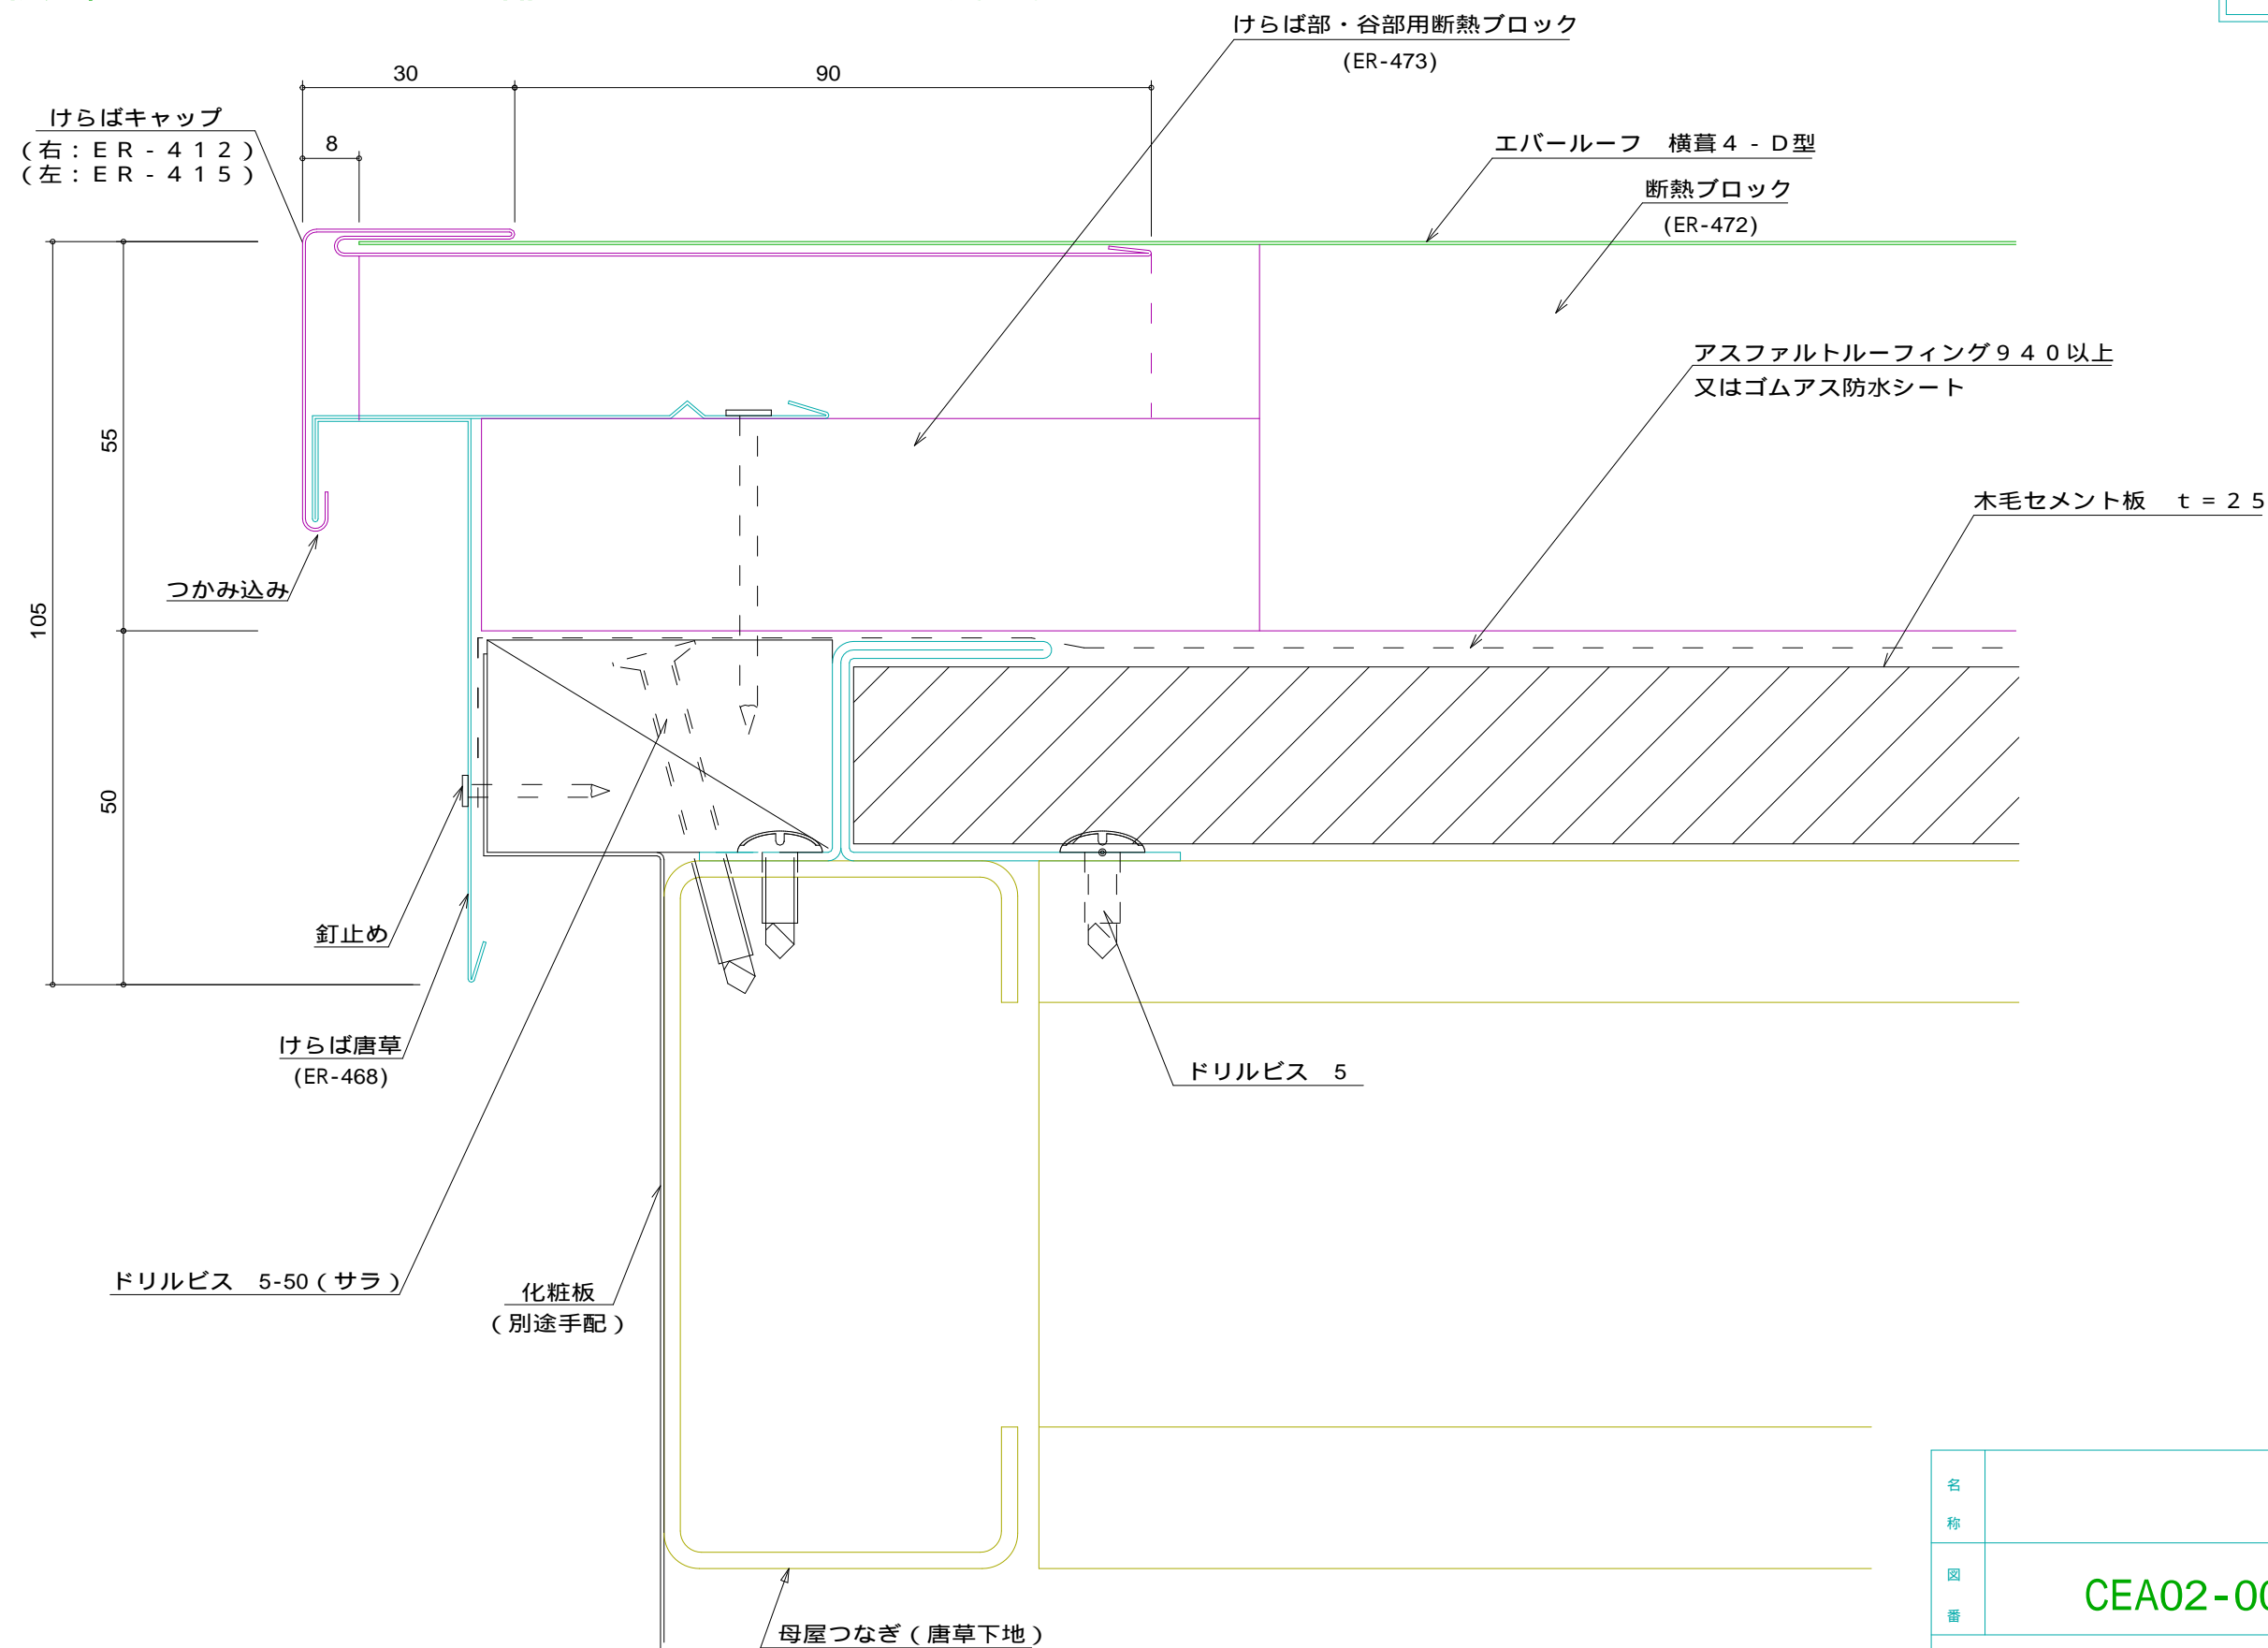 けらば部・谷部用断熱ブロック
(ER-473)
30
90
けらばキャップ
(右:ER-412)
(左:ER-415)
8
エバールーフ 横葺4-D型
断熱ブロック
(ER-472)
アスファルトルーフィング940以上
又はゴムアス防水シート
55
木毛セメント板 t=25
つかみ込み
105
50
釘止め
けらば唐草
(ER-468)
ドリルビス 5
ドリルビス 5-50(サラ)
化粧板
(別途手配)
母屋つなぎ(唐草下地)
名
称
図
番